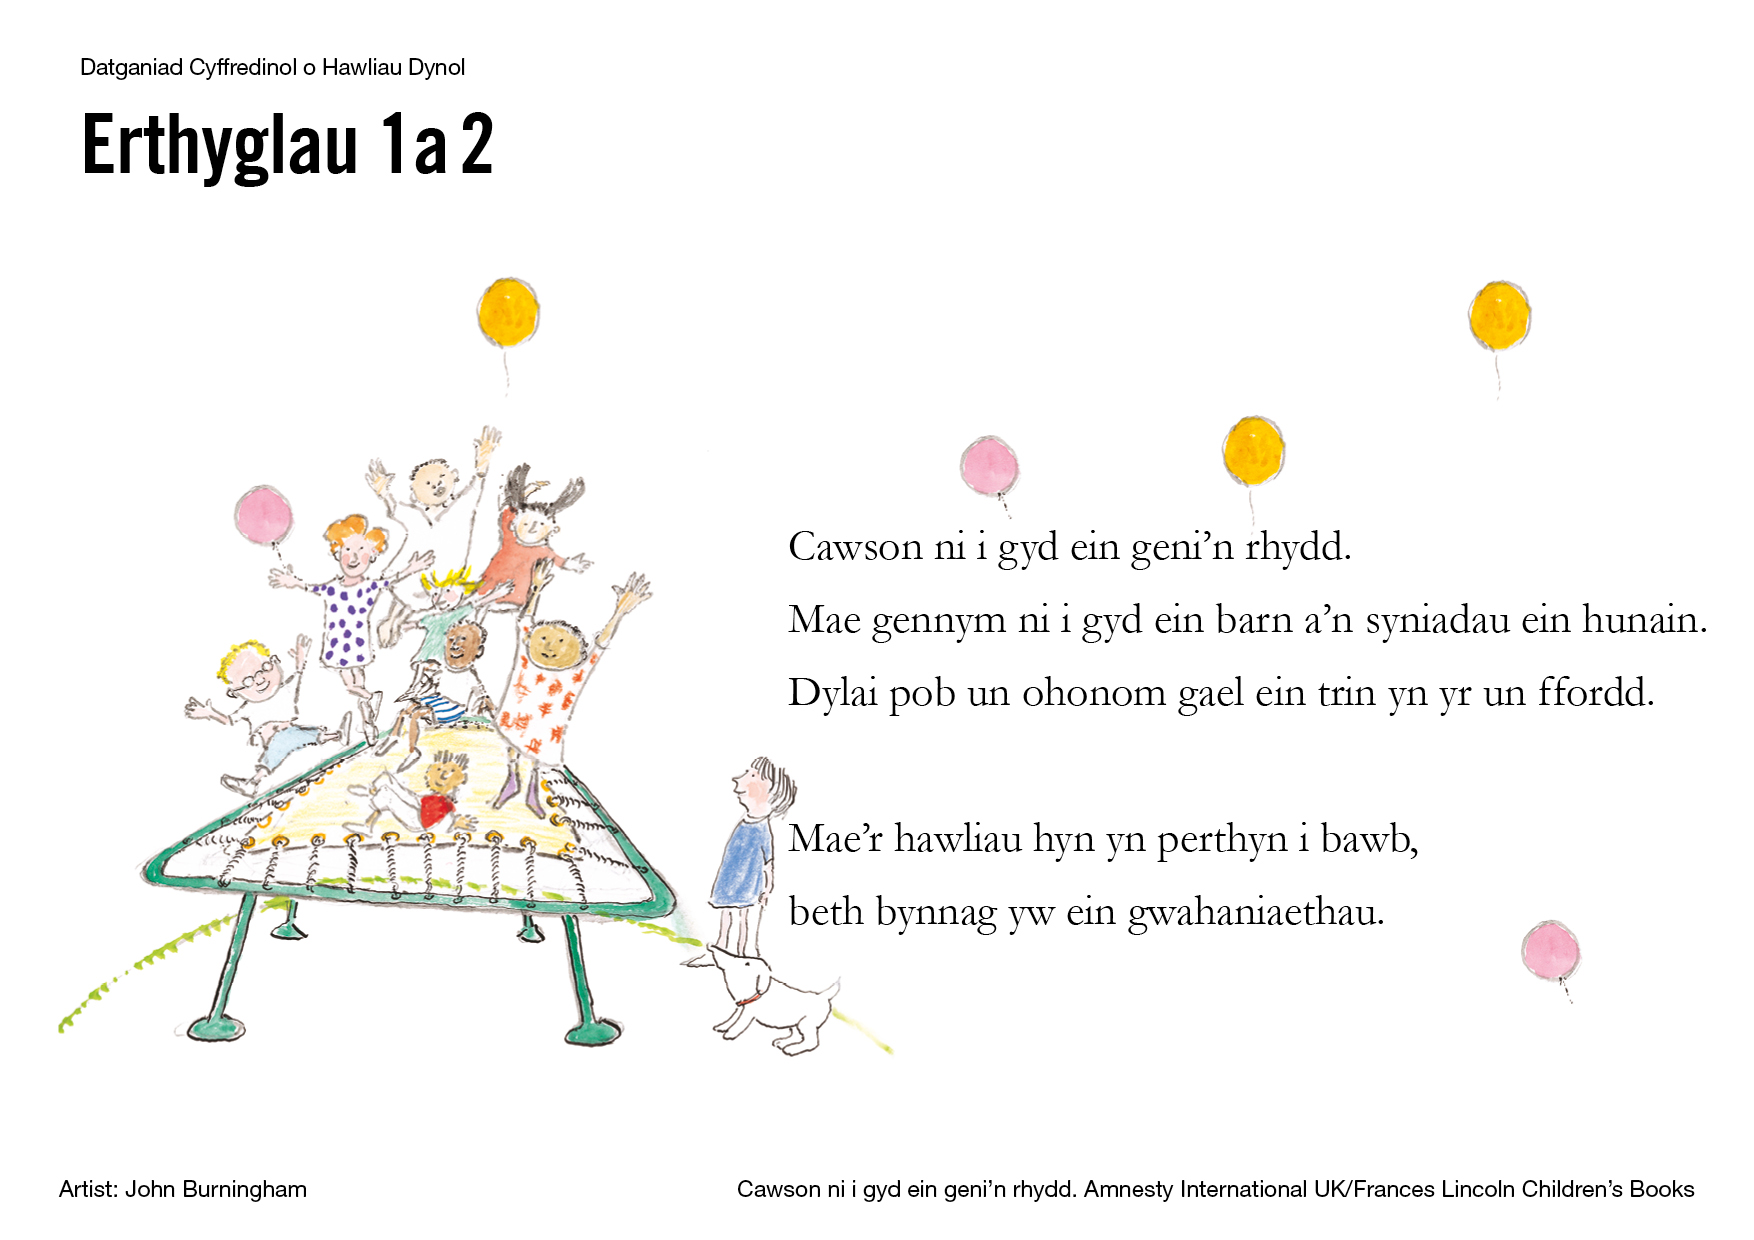 Datganiad Cyffredinol o Hawliau Dynol
Erthyglau 1 a 2
Cawson ni i gyd ein geni’n rhydd.
Mae gennym ni i gyd ein barn a’n syniadau ein hunain.
Dylai pob un ohonom gael ein trin yn yr un ffordd.
Mae’r hawliau hyn yn perthyn i bawb,
beth bynnag yw ein gwahaniaethau.
Artist: John Burningham
Cawson ni i gyd ein geni’n rhydd. Amnesty International UK/Frances Lincoln Children’s Books